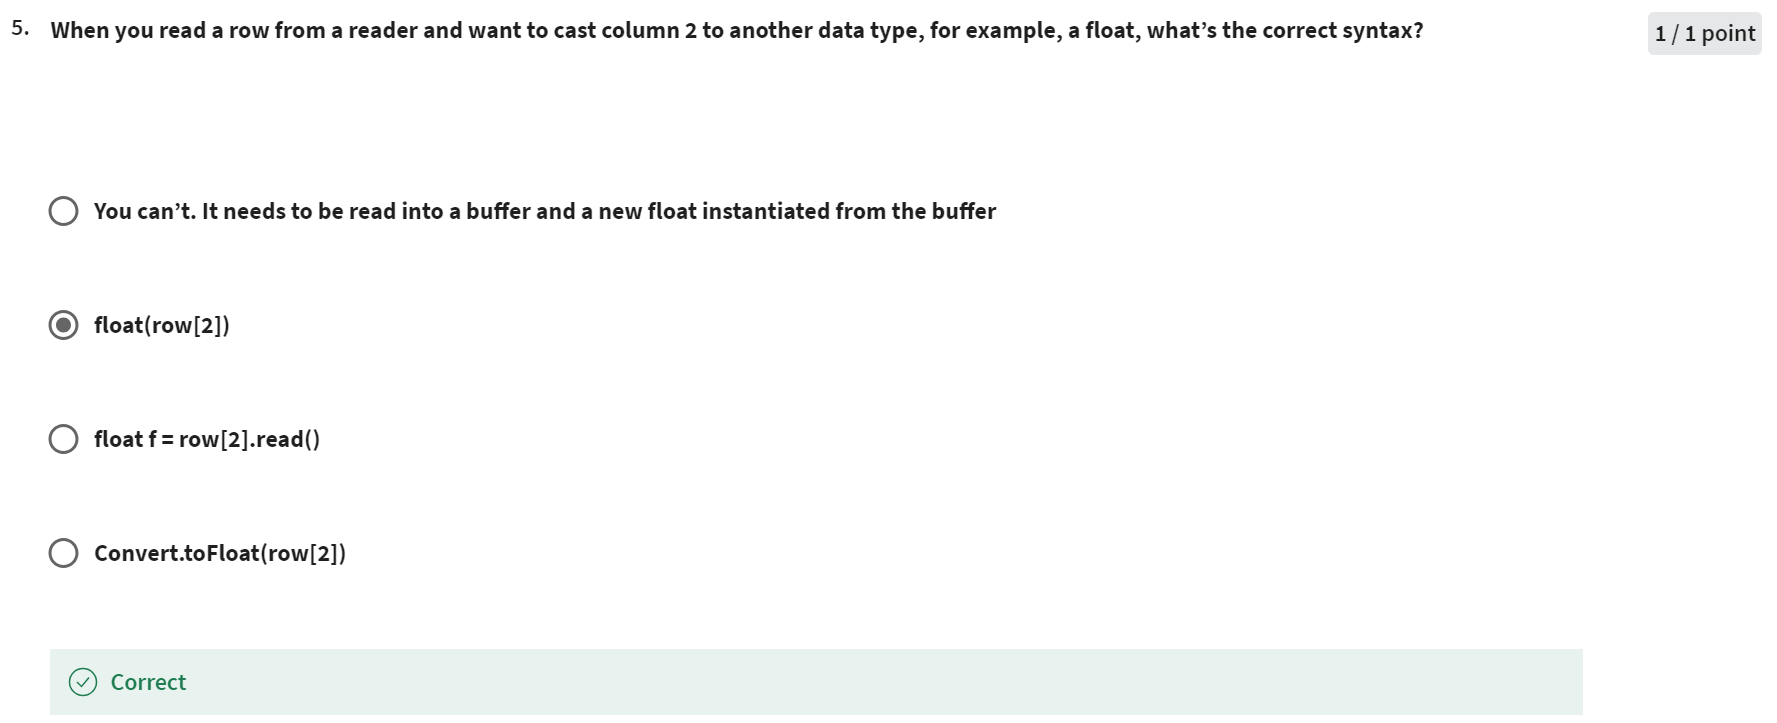 5. When you read a row from a reader and want to cast column 2 to another data type, for example, a float, what’s the correct syntax?
1 / 1 point
You can’t. It needs to be read into a buffer and a new float instantiated from the buffer
float(row[2])
float f = row[2].read()
Convert.toFloat(row[2])
Correct